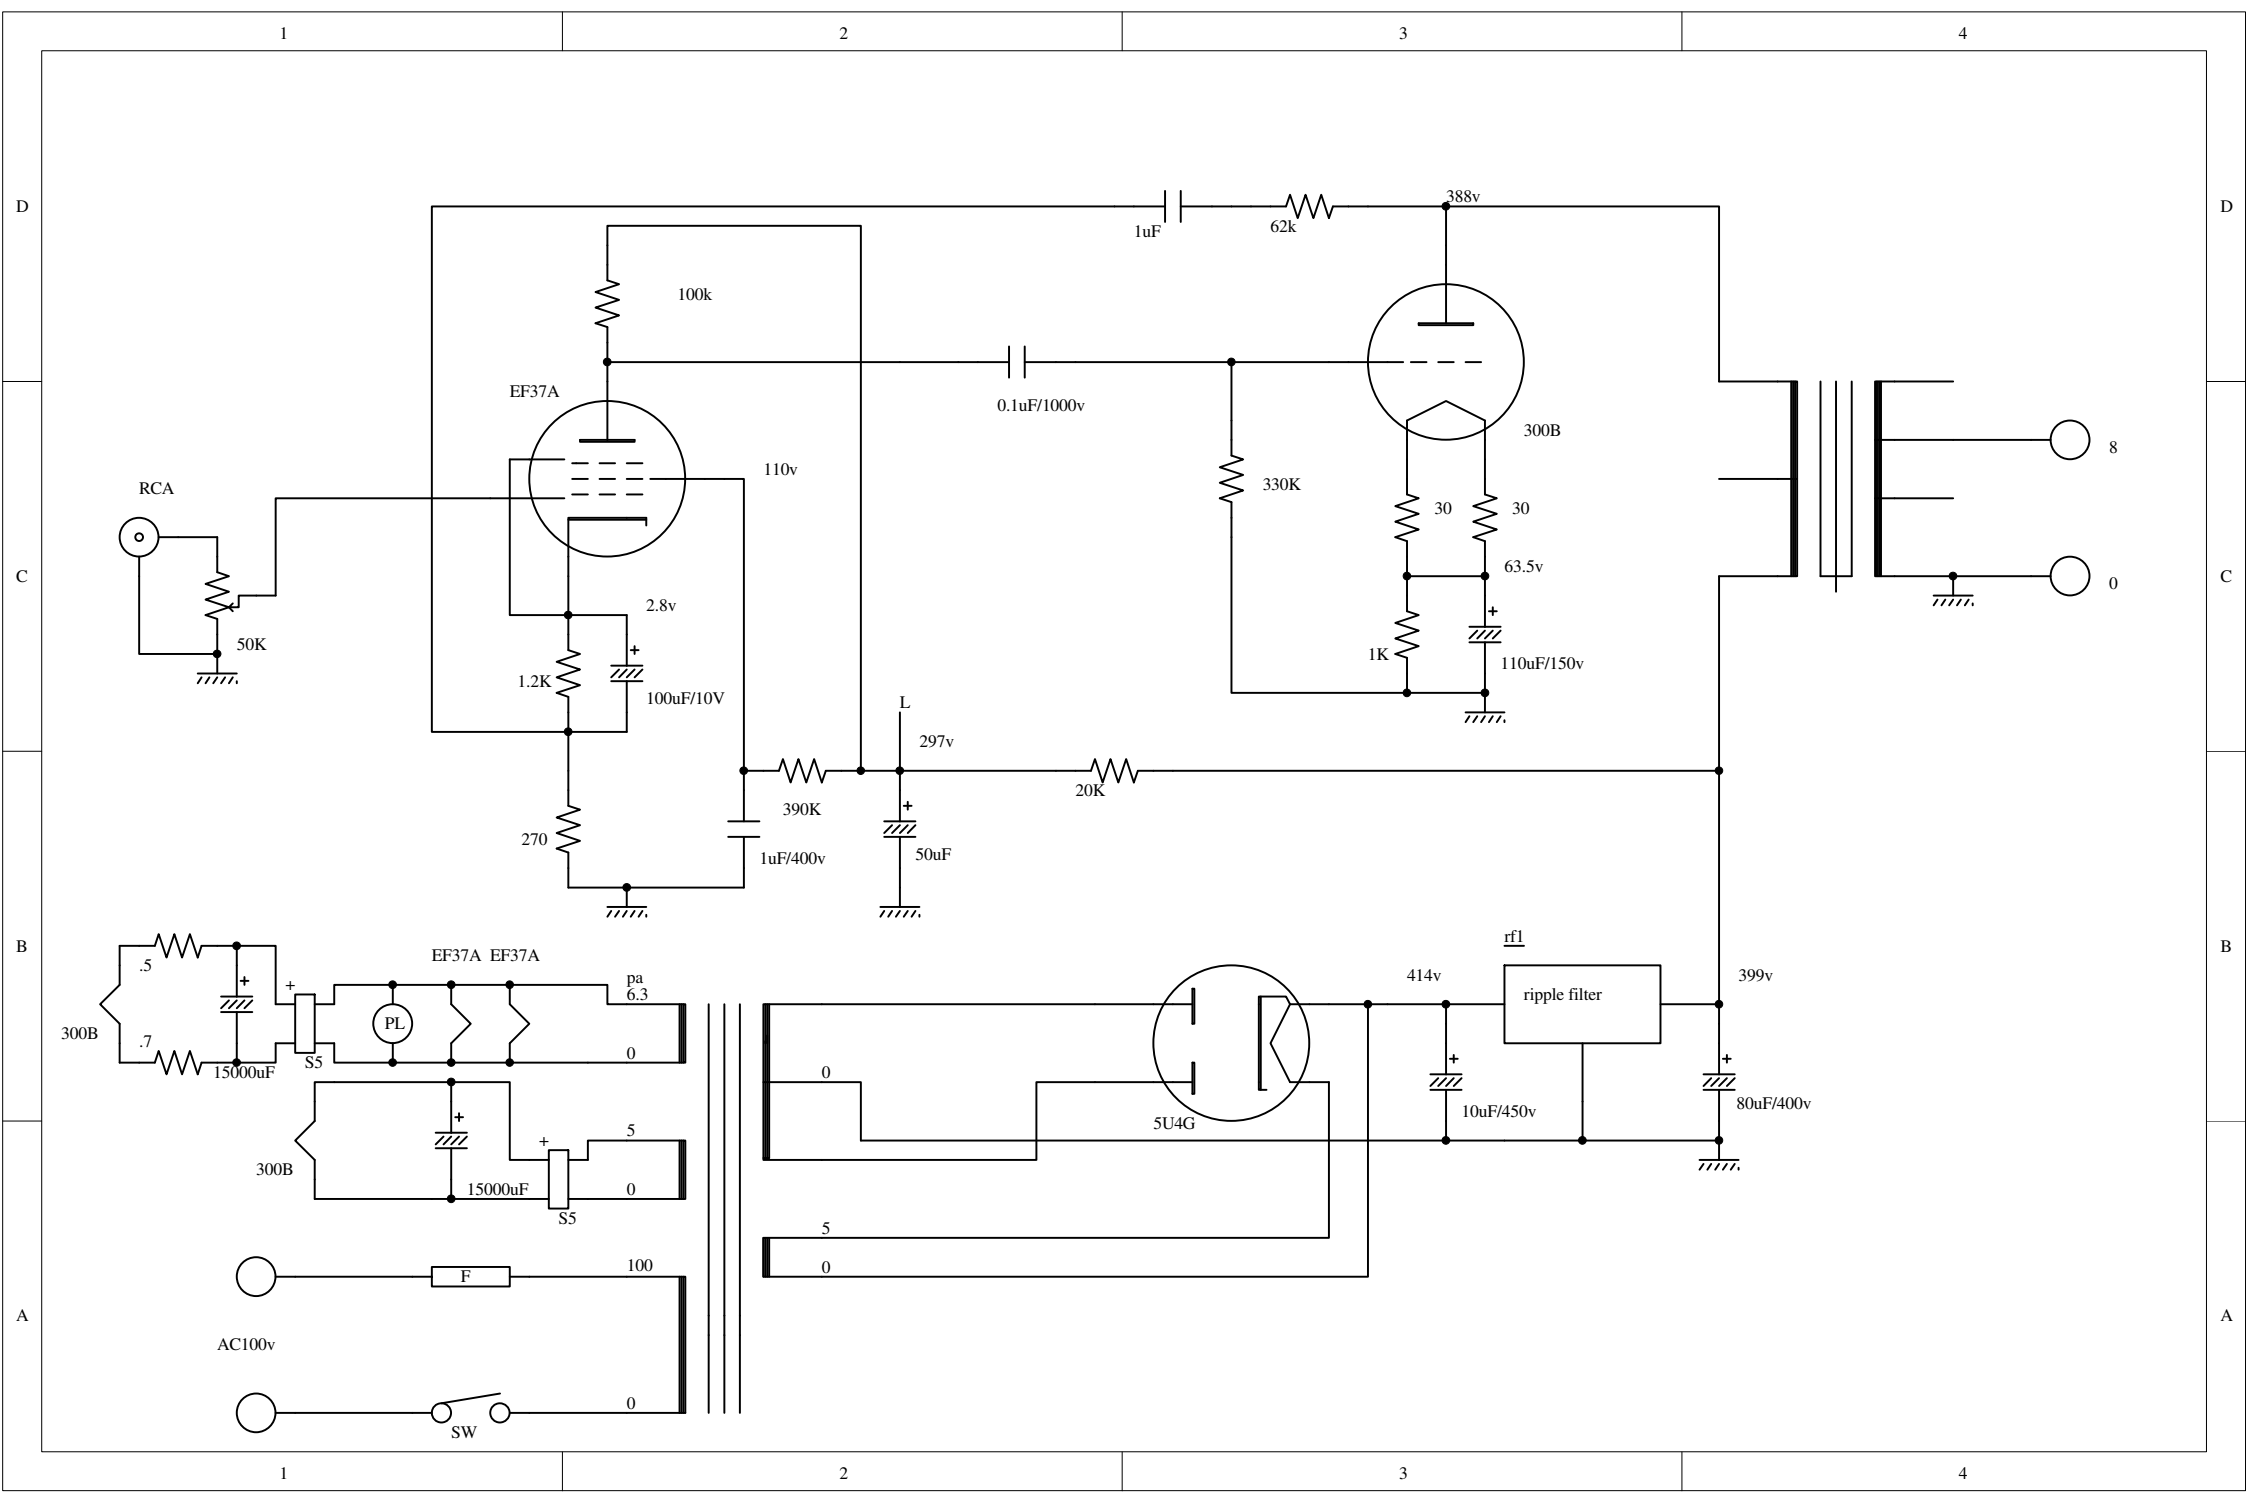 1
2
3
4
D
388v
D
1uF
62k
100k
EF37A
0.1uF/1000v
300B
110v
8
RCA
330K
30
30
C
63.5v
C
0
2.8v
50K
1K
110uF/150v
1.2K
100uF/10V
L
297v
20K
390K
270
1uF/400v
50uF
rf1
B
EF37A
EF37A
B
.5
pa
414v
399v
+
6.3
ripple filter
PL
300B
.7
0
S5
15000uF
0
80uF/400v
10uF/450v
5U4G
5
+
300B
15000uF
0
S5
5
100
0
F
A
A
AC100v
0
SW
1
2
3
4